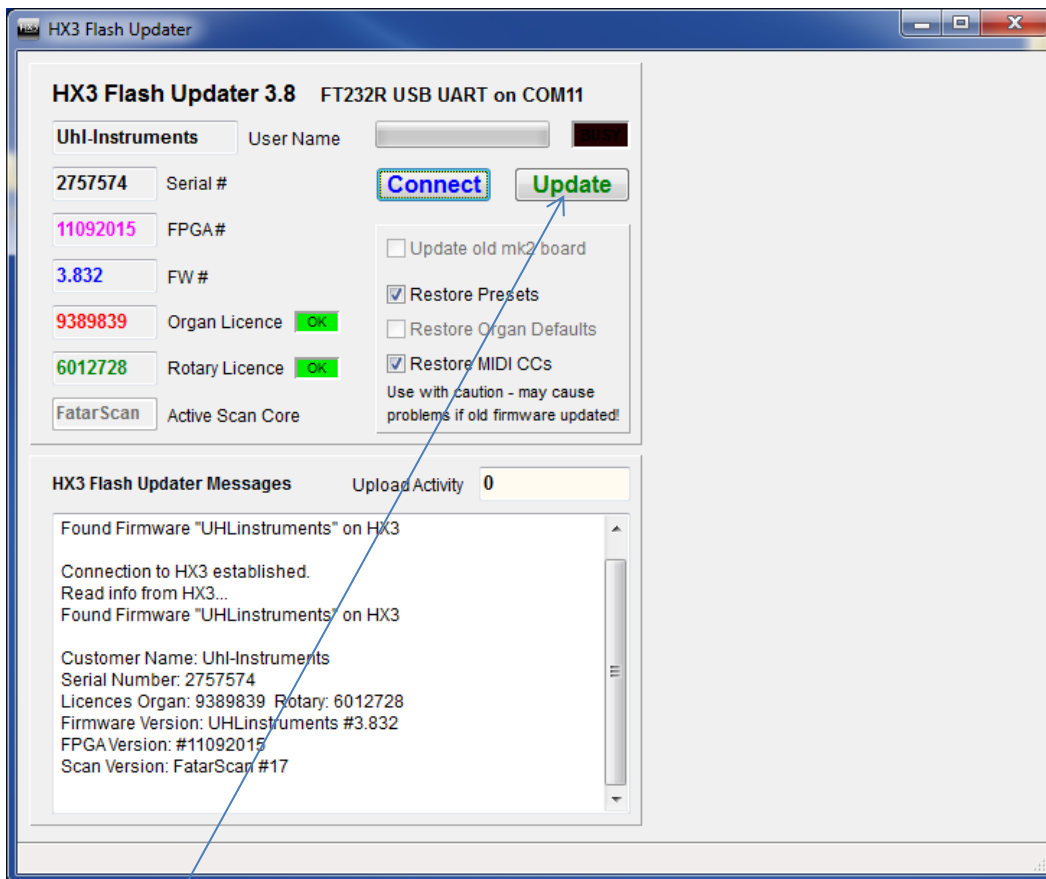 HX3 HX3 Flash Updater
HX3 Flash Updater 3.8 FT232R USB UART on COM11
Uhl-Instruments User Name BUSY
2757574 Serial # Connect Update
11092015 FPGA#
Update old mk2 board
3.832 FW #
Restore Presets
9389839 Organ Licence OK
Restore Organ Defaults
6012728 Rotary Licence OK
Restore MIDI CCs
Use with caution - may cause
problems if old firmware updated!
FatarScan Active Scan Core
HX3 Flash Updater Messages Upload Activity 0
Found Firmware "UHLinstruments" on HX3
Connection to HX3 established.
Read info from HX3...
Found Firmware "UHLinstruments" on HX3
Customer Name: Uhl-Instruments
Serial Number: 2757574
Licences Organ: 9389839 Rotary: 6012728
Firmware Version: UHLinstruments #3.832
FPGA Version: #11092015
Scan Version: FatarScan #17